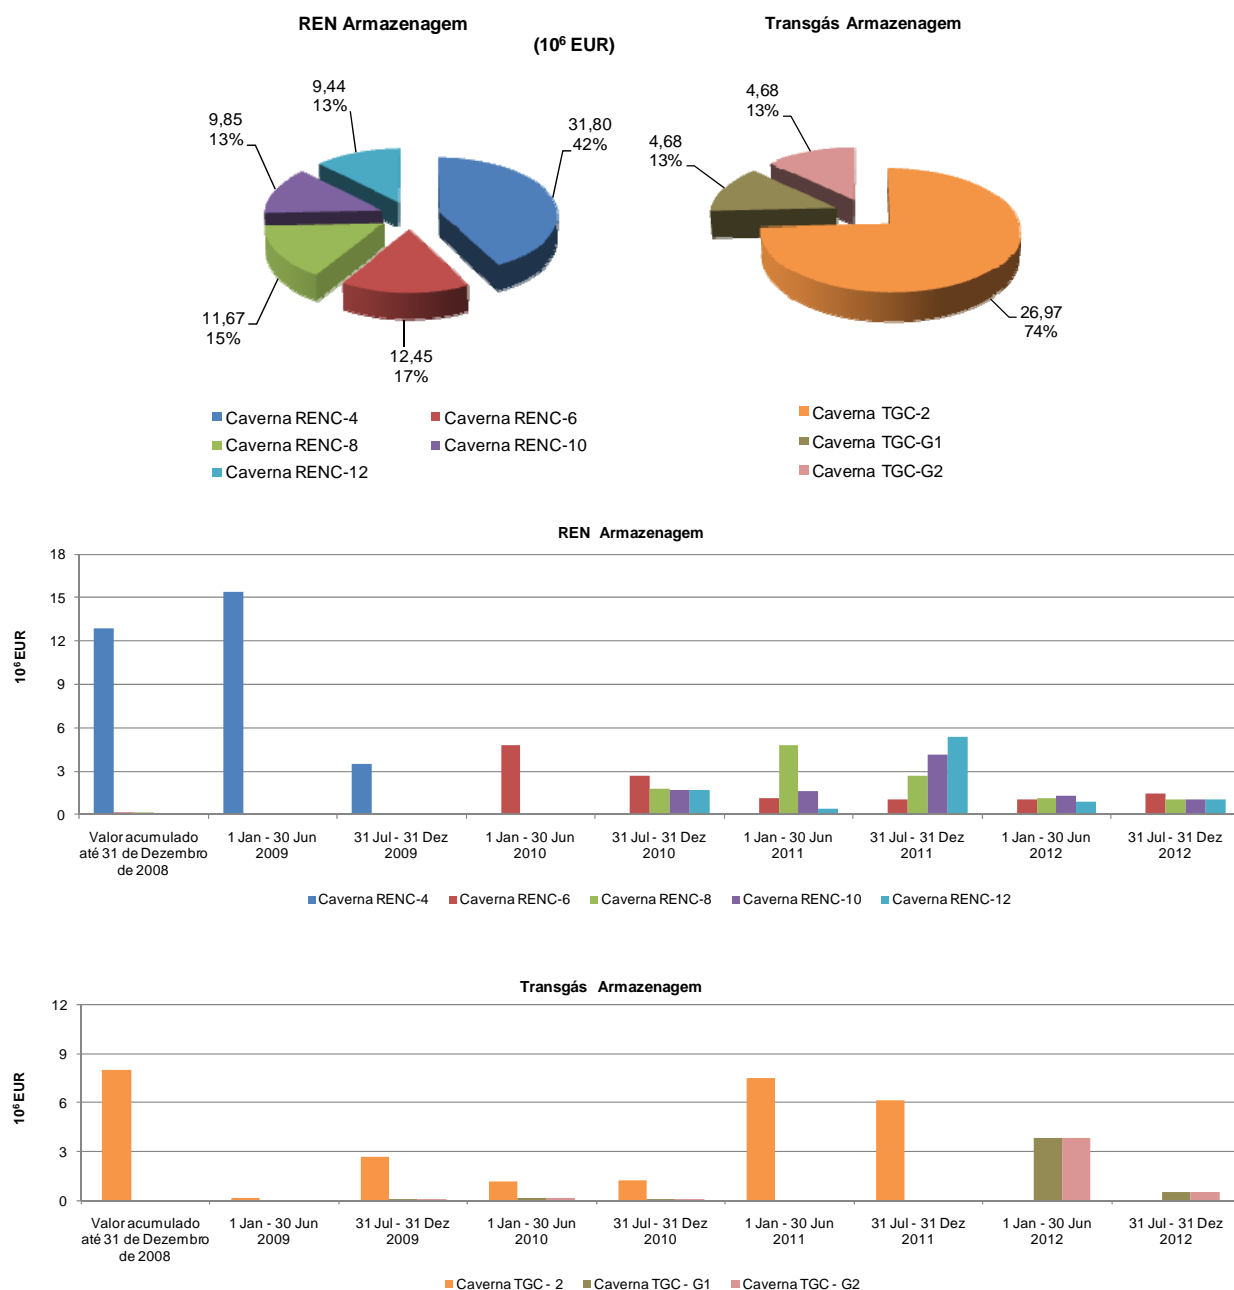 REN Armazenagem
Transgás Armazenagem
(10⁶ EUR)
9,44
13%
9,85
13%
31,80
42%
11,67
15%
12,45
17%
4,68
13%
4,68
13%
26,97
74%
Caverna RENC-4
Caverna RENC-6
Caverna RENC-8
Caverna RENC-10
Caverna RENC-12
Caverna TGC-2
Caverna TGC-G1
Caverna TGC-G2
REN Armazenagem
10⁶ EUR
18
15
12
9
6
3
0
Valor acumulado
até 31 de Dezembro
de 2008
1 Jan - 30 Jun
2009
31 Jul - 31 Dez
2009
1 Jan - 30 Jun
2010
31 Jul - 31 Dez
2010
1 Jan - 30 Jun
2011
31 Jul - 31 Dez
2011
1 Jan - 30 Jun
2012
31 Jul - 31 Dez
2012
Caverna RENC-4
Caverna RENC-6
Caverna RENC-8
Caverna RENC-10
Caverna RENC-12
Transgás Armazenagem
10⁶ EUR
12
9
6
3
0
Valor acumulado
até 31 de Dezembro
de 2008
1 Jan - 30 Jun
2009
31 Jul - 31 Dez
2009
1 Jan - 30 Jun
2010
31 Jul - 31 Dez
2010
1 Jan - 30 Jun
2011
31 Jul - 31 Dez
2011
1 Jan - 30 Jun
2012
31 Jul - 31 Dez
2012
Caverna TGC - 2
Caverna TGC - G1
Caverna TGC - G2